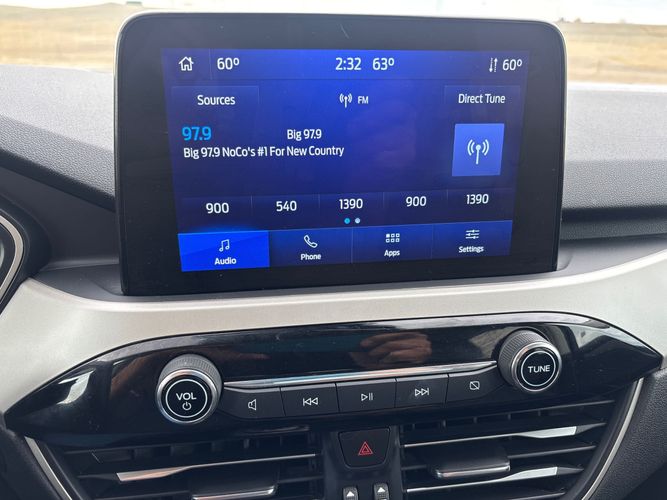 60° 2:32 63° 60°
Sources FM Direct Tune
97.9 Big 97.9
Big 97.9 NoCo's #1 For New Country
900 540 1390 900 1390
Audio Phone Apps Settings
VOL TUNE